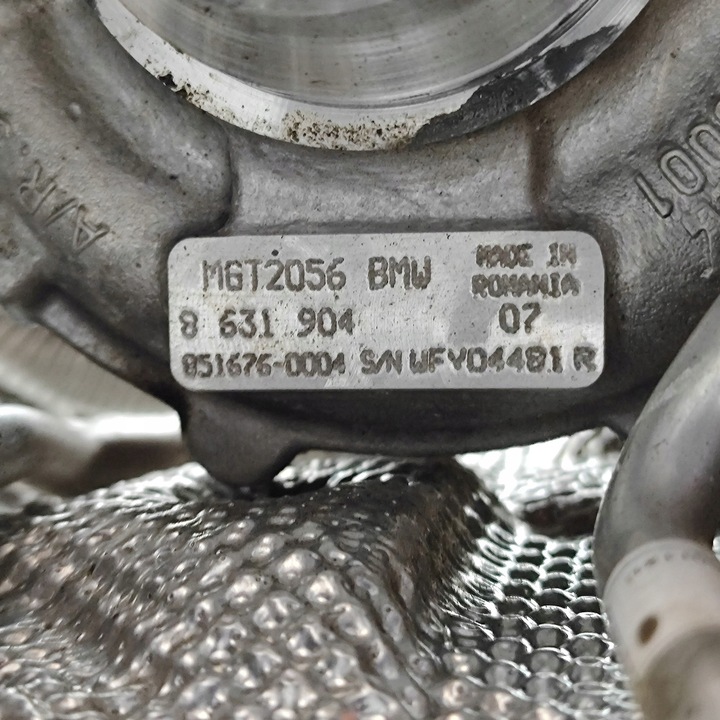 A/R.
MGT2056 BMW
MADE IN
ROMANIA
8 631 904
07
851676-0004 S/N WFY04481 R